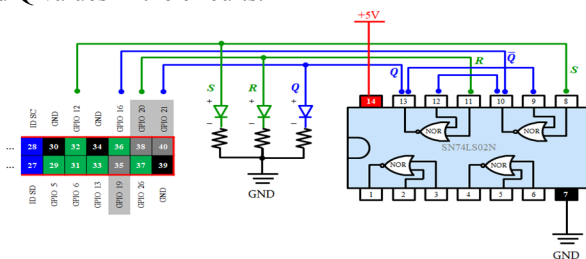 +5V
Q
R
Q̅
S
S
R
Q
+
+
+
−
−
−
GND
ID SC
GND
GPIO 12
GND
GPIO 16
GPIO 20
GPIO 21
...
28 30 32 34 36 38 40
...
27 29 31 33 35 37 39
ID SD
GPIO 5
GPIO 6
GPIO 13
GPIO 19
GPIO 26
GND
14 13 12 11 10 9 8
NOR NOR
SN74LS02N
NOR NOR
1 2 3 4 5 6 7
GND